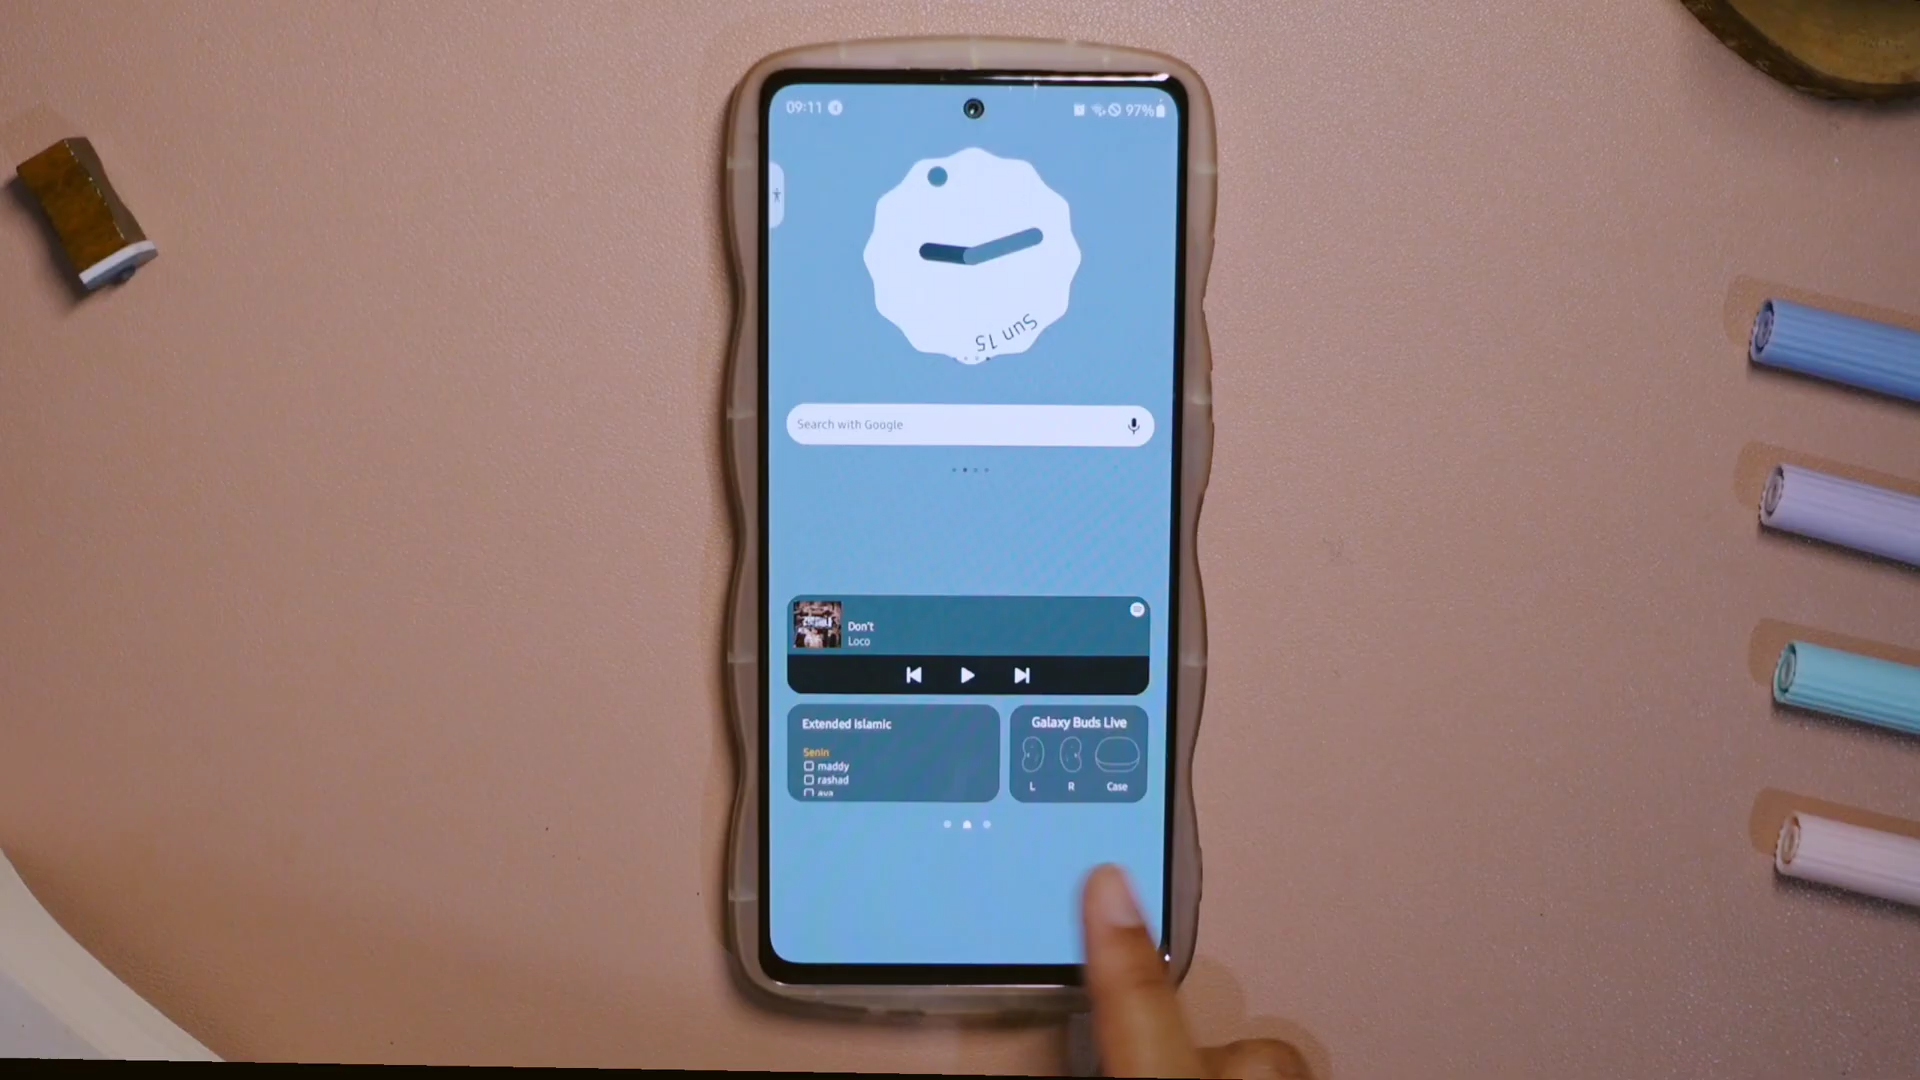 09:11
97%
Sun 15
Search with Google
Don't
Loco
Extended Islamic
Galaxy Buds Live
Senin
maddy
rashad
L R Case